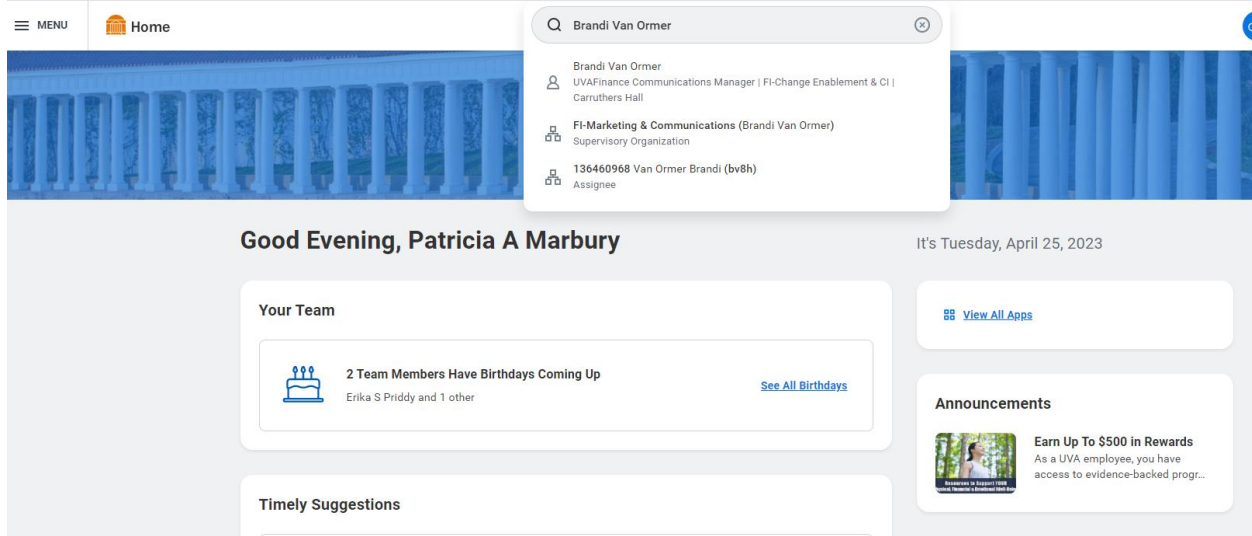 MENU
Home
Brandi Van Ormer
Brandi Van Ormer
UVAFinance Communications Manager | FI-Change Enablement & CI |
Carruthers Hall
FI-Marketing & Communications (Brandi Van Ormer)
Supervisory Organization
136460968 Van Ormer Brandi (bv8h)
Assignee
Good Evening, Patricia A Marbury
It's Tuesday, April 25, 2023
Your Team
2 Team Members Have Birthdays Coming Up
Erika S Priddy and 1 other
See All Birthdays
View All Apps
Announcements
Earn Up To $500 in Rewards
As a UVA employee, you have
access to evidence-backed progr...
Resources to Support YOUR
Timely Suggestions